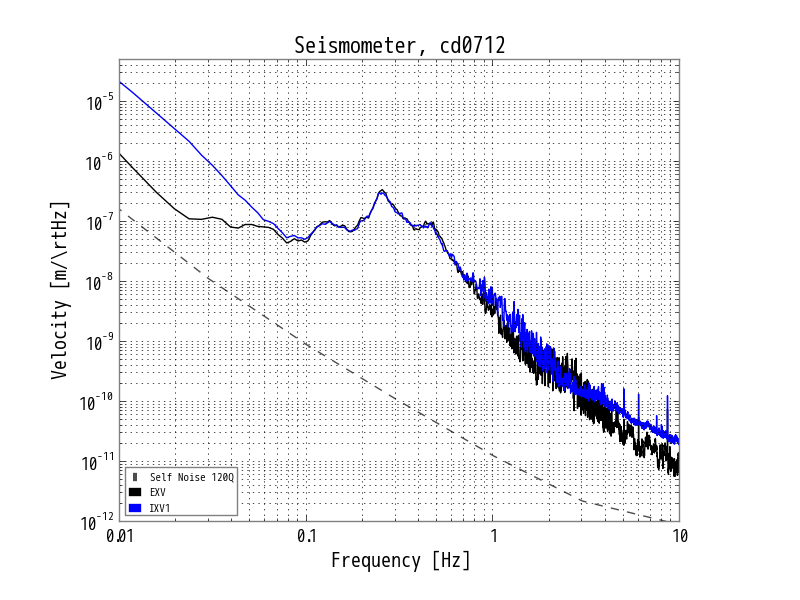 Seismometer, cd0712
Velocity [m/\rtHz]
10^-5
10^-6
10^-7
10^-8
10^-9
10^-10
10^-11
10^-12
Self Noise 120Q
EXV
IXV1
0.01 0.1 1 10
Frequency [Hz]